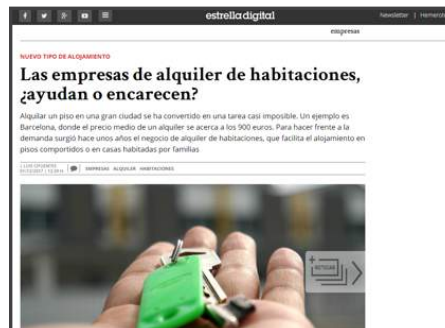 estrelladigital
Newsletter | Hemerot
empresas
NUEVO TIPO DE ALOJAMIENTO
Las empresas de alquiler de habitaciones,
¿ayudan o encarecen?
Alquilar un piso en una gran ciudad se ha convertido en una tarea casi imposible. Un ejemplo es
Barcelona, donde el precio medio de un alquiler se acerca a los 900 euros. Para hacer frente a la
demanda surgió hace unos años el negocio de alquiler de habitaciones, que facilita el alojamiento en
pisos compartidos o en casas habitadas por familias
EMPRESAS ALQUILER HABITACIONES
+ NOTICIAS